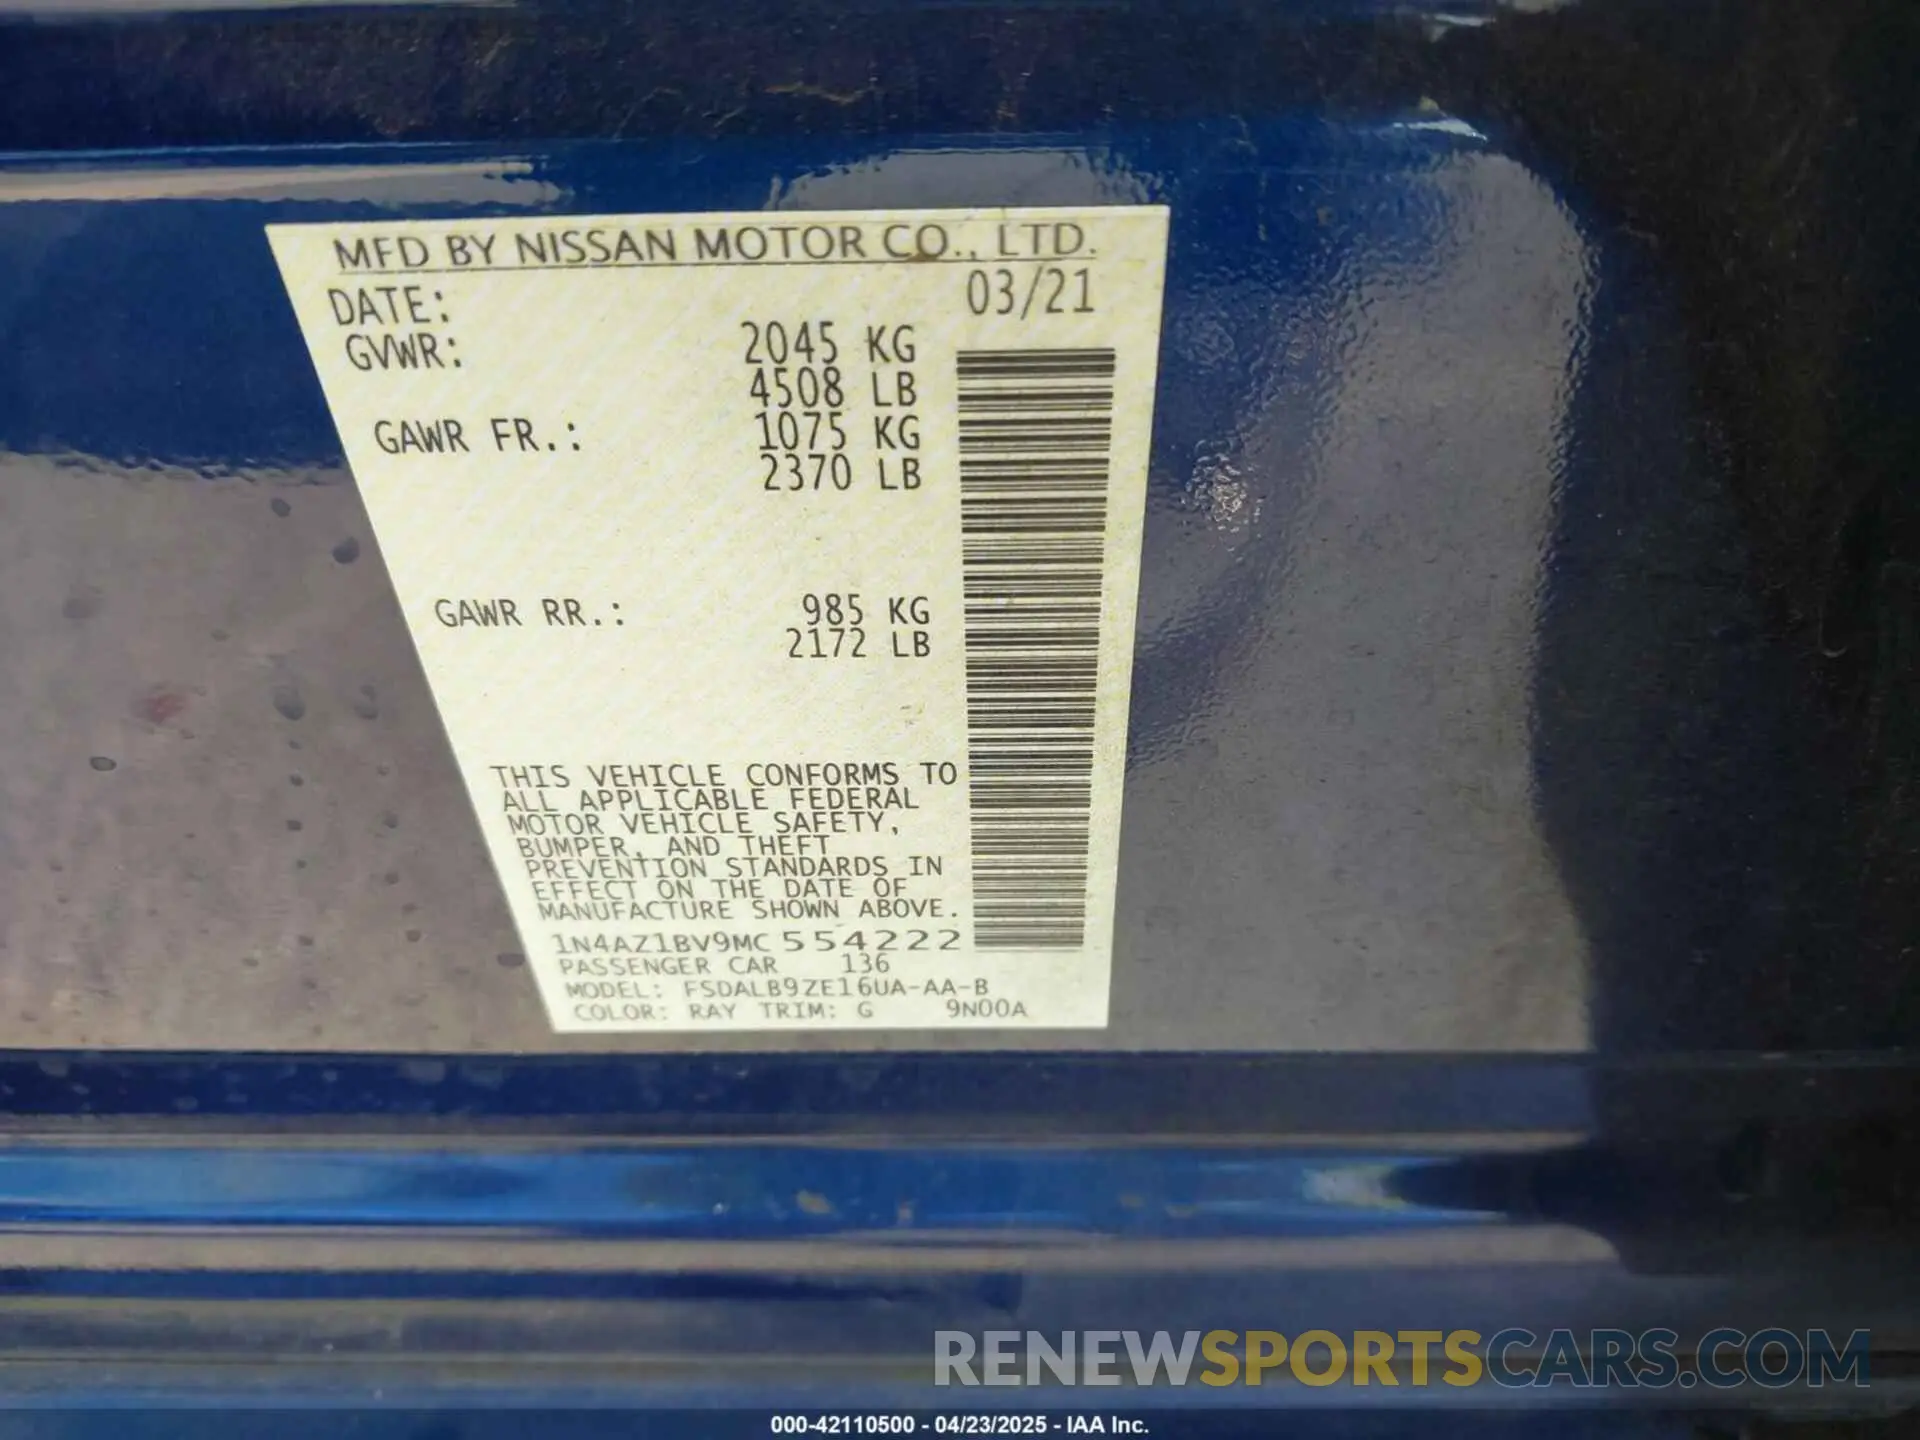 MFD BY NISSAN MOTOR CO., LTD.
DATE: 03/21
GVWR: 2045 KG
4508 LB
GAWR FR.: 1075 KG
2370 LB
GAWR RR.: 985 KG
2172 LB
THIS VEHICLE CONFORMS TO
ALL APPLICABLE FEDERAL
MOTOR VEHICLE SAFETY,
BUMPER, AND THEFT
PREVENTION STANDARDS IN
EFFECT ON THE DATE OF
MANUFACTURE SHOWN ABOVE.
1N4AZ1BV9MC554222
PASSENGER CAR 136
MODEL: FSDALB9ZE16UA-AA-B
COLOR: RAY TRIM: G 9N00A
RENEWSPORTSCARS.COM
000-42110500 - 04/23/2025 - IAA Inc.